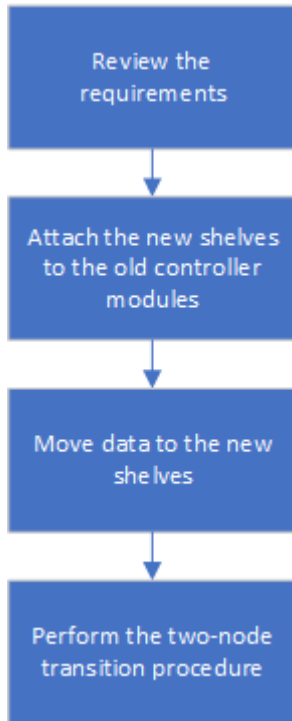 Review the
requirements
Attach the new shelves
to the old controller
modules
Move data to the new
shelves
Perform the two-node
transition procedure